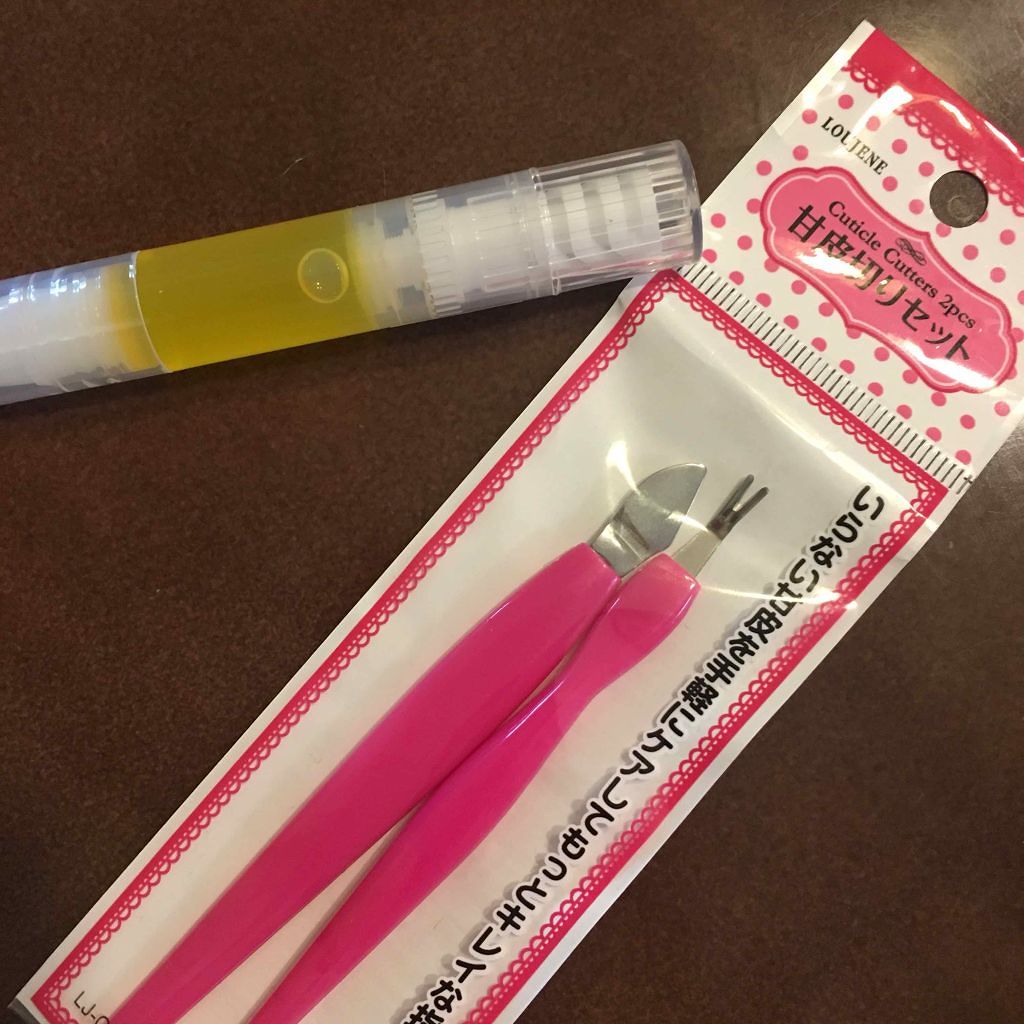 LOUJENE
Cuticle Cutters 2pcs
甘皮切りセット
いらない甘皮を手軽にケアしてもっとキレイな
LJ-